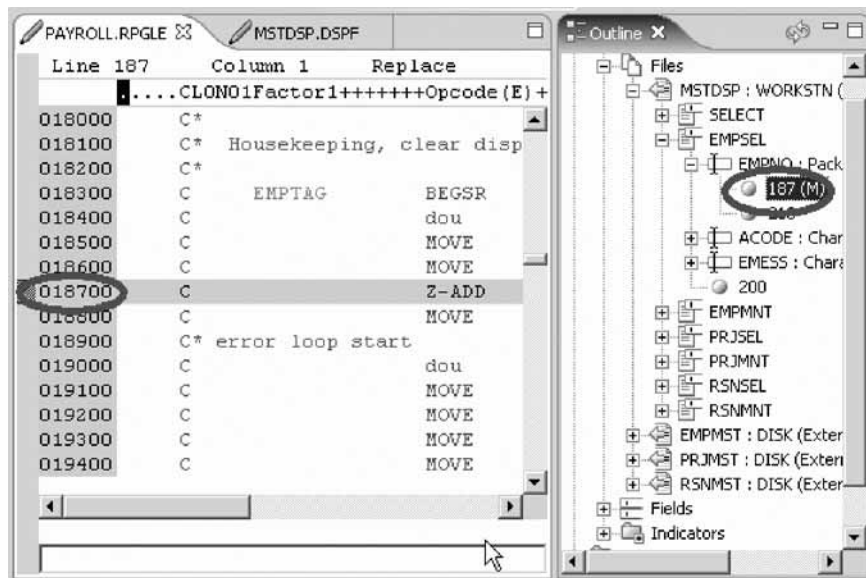 PAYROLL.RPGLE
MSTDSP.DSPF
Line 187 Column 1 Replace
.....CLON01Factor1+++++++Opcode(E)+
018000 C*
018100 C* Housekeeping, clear disp
018200 C*
018300 C EMPTAG BEGSR
018400 C dou
018500 C MOVE
018600 C MOVE
018700 C Z-ADD
018800 C MOVE
018900 C* error loop start
019000 C dou
019100 C MOVE
019200 C MOVE
019300 C MOVE
019400 C MOVE
Outline
Files
MSTDSP : WORKSTN (
SELECT
EMPSEL
EMPNO : Pack
187 (M)
ACODE : Char
EMESS : Chara
200
EMPMNT
PRJSEL
PRJMNT
RSNSEL
RSNMNT
EMPMST : DISK (Exter
PRJMST : DISK (Extern
RSNMST : DISK (Exter
Fields
Indicators